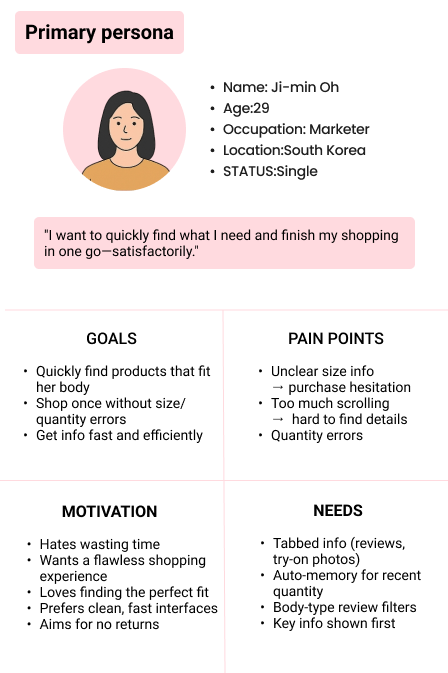 Primary persona
• Name: Ji-min Oh
• Age:29
• Occupation: Marketer
• Location:South Korea
• STATUS:Single
"I want to quickly find what I need and finish my shopping
in one go—satisfactorily."
GOALS
• Quickly find products that fit
her body
• Shop once without size/
quantity errors
• Get info fast and efficiently
PAIN POINTS
• Unclear size info
→ purchase hesitation
• Too much scrolling
→ hard to find details
• Quantity errors
MOTIVATION
• Hates wasting time
• Wants a flawless shopping
experience
• Loves finding the perfect fit
• Prefers clean, fast interfaces
• Aims for no returns
NEEDS
• Tabbed info (reviews,
try-on photos)
• Auto-memory for recent
quantity
• Body-type review filters
• Key info shown first